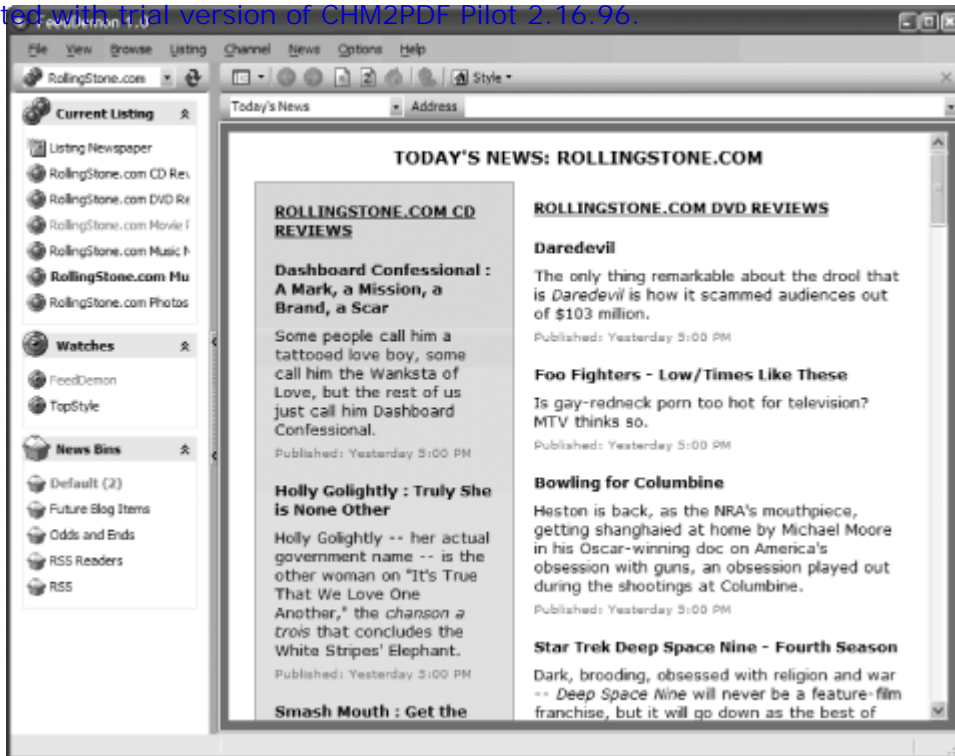 ted with trial version of CHM2PDF Pilot 2.16.96.
FeedDemon 1.0
File View Browse Listing Channel News Options Help
RollingStone.com
Style
Current Listing
Listing Newspaper
RollingStone.com CD Rev
RollingStone.com DVD Re
RollingStone.com Movie F
RollingStone.com Music N
RollingStone.com Mu
RollingStone.com Photos
Watches
FeedDemon
TopStyle
News Bins
Default (2)
Future Blog Items
Odds and Ends
RSS Readers
RSS
Today's News
Address
TODAY'S NEWS: ROLLINGSTONE.COM
ROLLINGSTONE.COM CD
REVIEWS
Dashboard Confessional :
A Mark, a Mission, a
Brand, a Scar
Some people call him a
tattooed love boy, some
call him the Wanksta of
Love, but the rest of us
just call him Dashboard
Confessional.
Published: Yesterday 5:00 PM
Holly Golightly : Truly She
is None Other
Holly Golightly -- her actual
government name -- is the
other woman on "It's True
That We Love One
Another," the chanson a
trois that concludes the
White Stripes' Elephant.
Published: Yesterday 5:00 PM
Smash Mouth : Get the
ROLLINGSTONE.COM DVD REVIEWS
Daredevil
The only thing remarkable about the drool that
is Daredevil is how it scammed audiences out
of $103 million.
Published: Yesterday 5:00 PM
Foo Fighters - Low/Times Like These
Is gay-redneck porn too hot for television?
MTV thinks so.
Published: Yesterday 5:00 PM
Bowling for Columbine
Heston is back, as the NRA's mouthpiece,
getting shanghaied at home by Michael Moore
in his Oscar-winning doc on America's
obsession with guns, an obsession played out
during the shootings at Columbine.
Published: Yesterday 5:00 PM
Star Trek Deep Space Nine - Fourth Season
Dark, brooding, obsessed with religion and war
-- Deep Space Nine will never be a feature-film
franchise, but it will go down as the best of